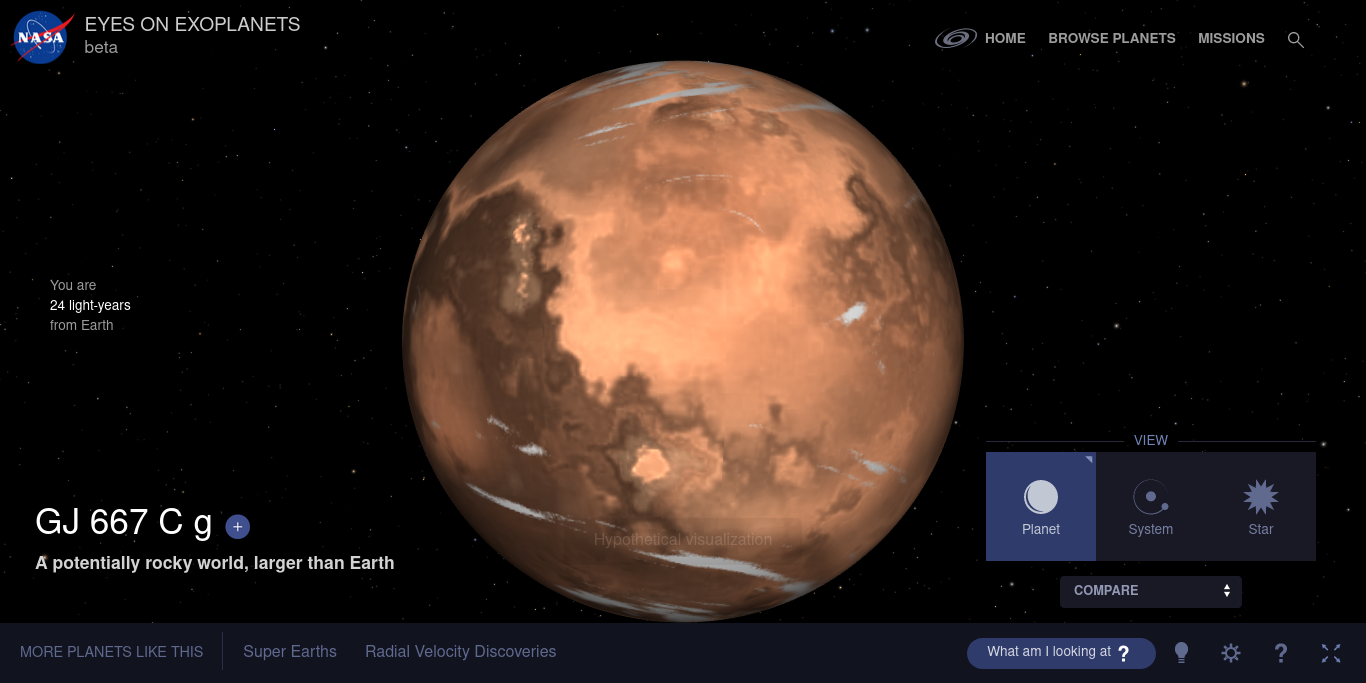 NASA
EYES ON EXOPLANETS
beta
HOME
BROWSE PLANETS
MISSIONS
You are
24 light-years
from Earth
VIEW
Planet
System
Star
GJ 667 C g +
A potentially rocky world, larger than Earth
Hypothetical visualization
COMPARE
MORE PLANETS LIKE THIS
Super Earths
Radial Velocity Discoveries
What am I looking at ?
?